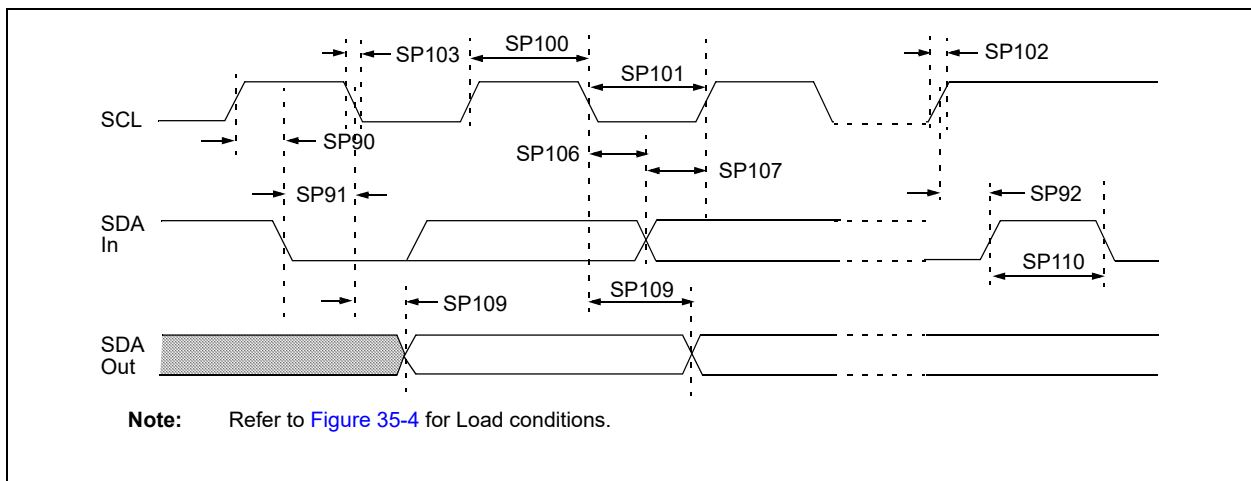 SP103
SP100
SP101
SP102
SCL
SP90
SP106
SP107
SP91
SP92
SDA
In
SP110
SP109
SP109
SDA
Out
Note: Refer to Figure 35-4 for Load conditions.